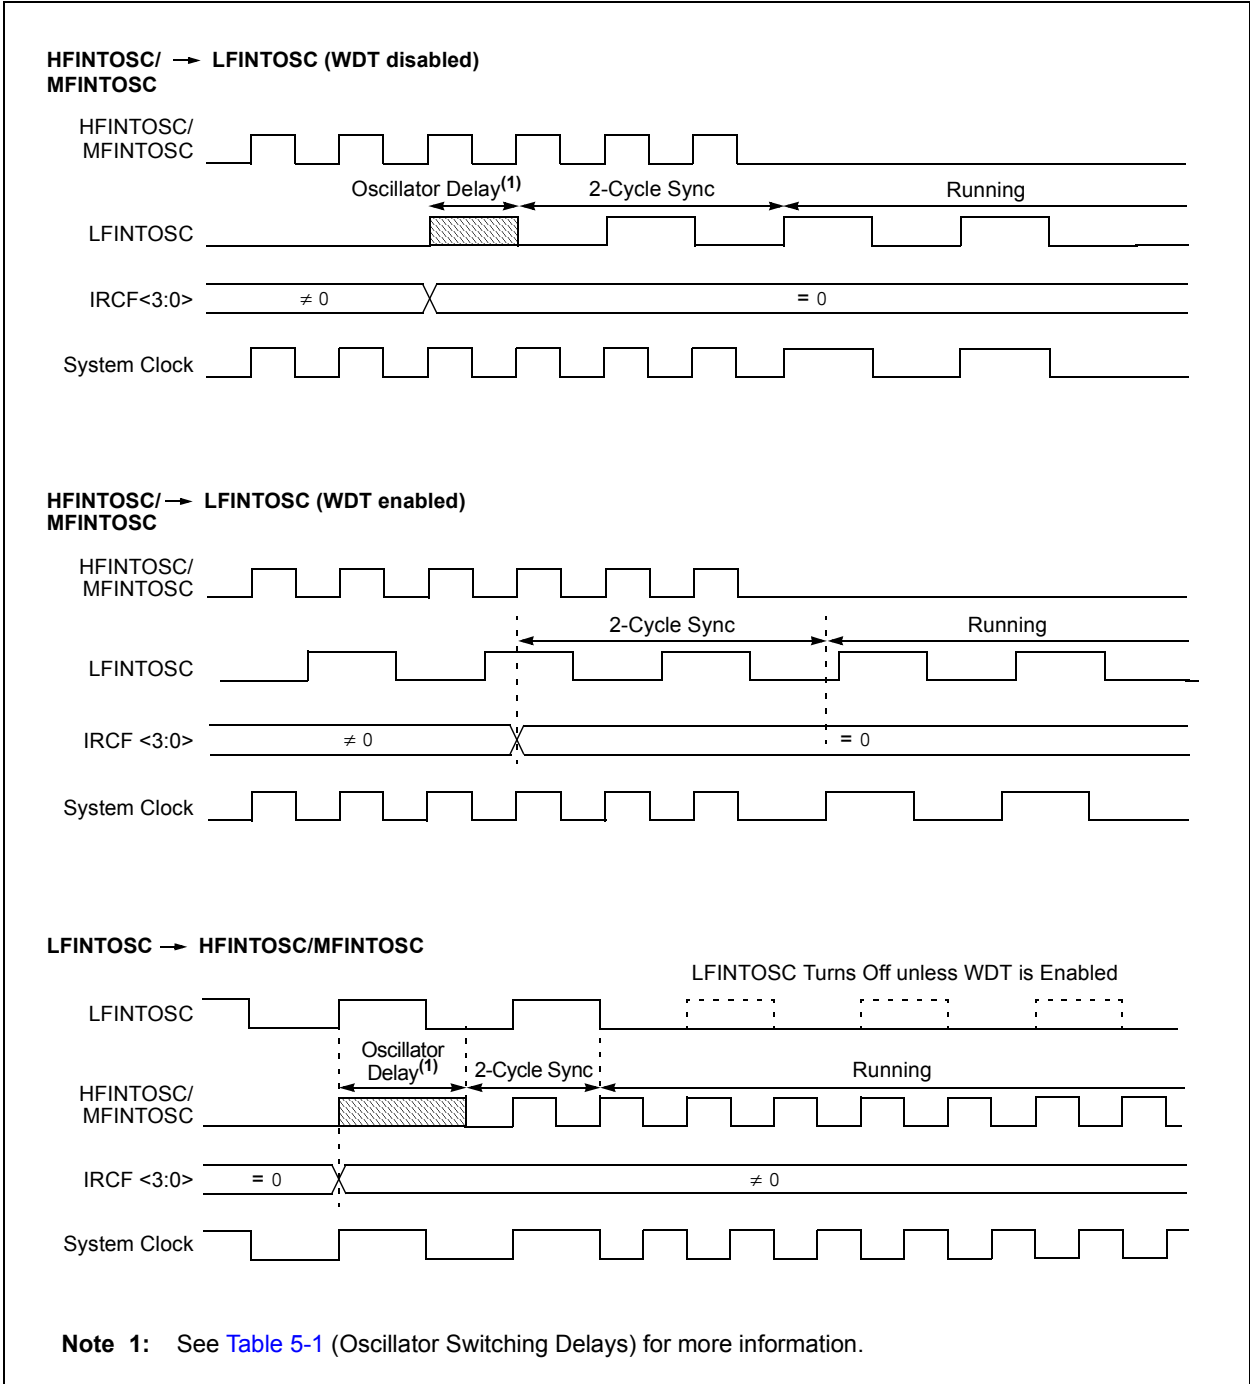 HFINTOSC/ → LFINTOSC (WDT disabled)
MFINTOSC
HFINTOSC/
MFINTOSC
Oscillator Delay(1) 2-Cycle Sync Running
LFINTOSC
IRCF<3:0> ≠ 0 = 0
System Clock
HFINTOSC/ → LFINTOSC (WDT enabled)
MFINTOSC
HFINTOSC/
MFINTOSC
2-Cycle Sync Running
LFINTOSC
IRCF <3:0> ≠ 0 = 0
System Clock
LFINTOSC → HFINTOSC/MFINTOSC
LFINTOSC Turns Off unless WDT is Enabled
LFINTOSC
Oscillator
Delay(1) 2-Cycle Sync Running
HFINTOSC/
MFINTOSC
IRCF <3:0> = 0 ≠ 0
System Clock
Note 1: See Table 5-1 (Oscillator Switching Delays) for more information.